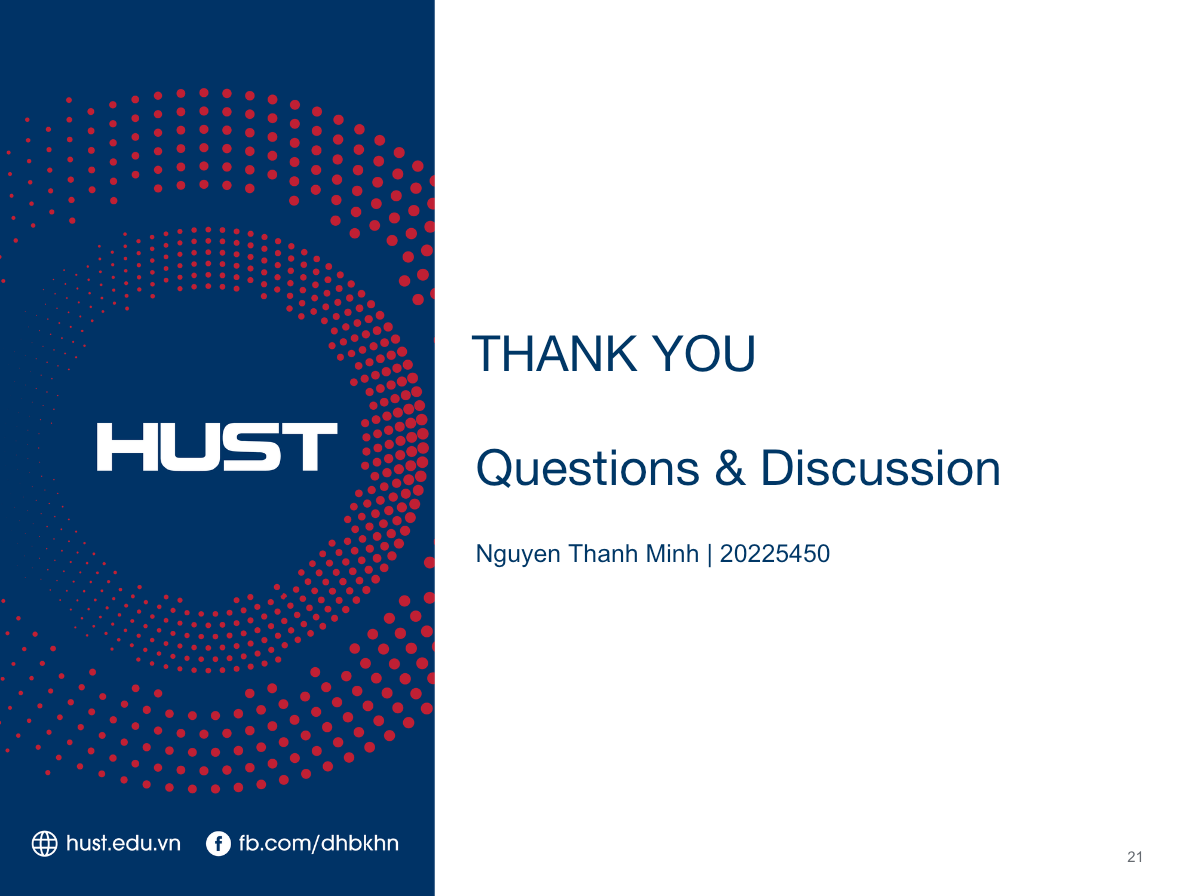 HUST
hust.edu.vn
fb.com/dhbkhn
THANK YOU
Questions & Discussion
Nguyen Thanh Minh | 20225450
21